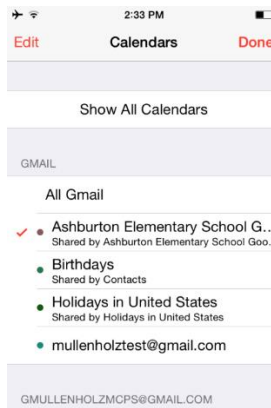 2:33 PM
Edit Calendars Done
Show All Calendars
GMAIL
All Gmail
Ashburton Elementary School G...
Shared by Ashburton Elementary School Goo...
Birthdays
Shared by Contacts
Holidays in United States
Shared by Holidays in United States
mullenholztest@gmail.com
GMULLENHOLZMCPS@GMAIL.COM